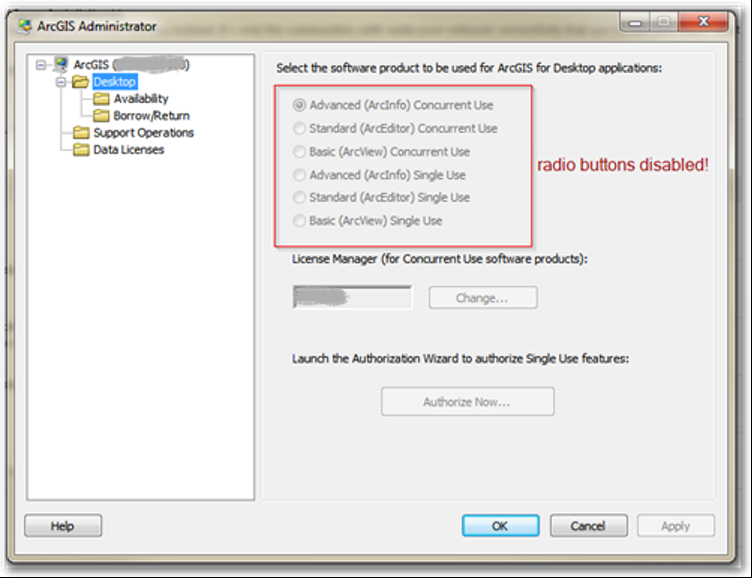 ArcGIS Administrator
ArcGIS ( )
Desktop
Availability
Borrow/Return
Support Operations
Data Licenses
Select the software product to be used for ArcGIS for Desktop applications:
Advanced (ArcInfo) Concurrent Use
Standard (ArcEditor) Concurrent Use
Basic (ArcView) Concurrent Use
Advanced (ArcInfo) Single Use
Standard (ArcEditor) Single Use
Basic (ArcView) Single Use
radio buttons disabled!
License Manager (for Concurrent Use software products):
Change...
Launch the Authorization Wizard to authorize Single Use features:
Authorize Now...
Help
OK
Cancel
Apply